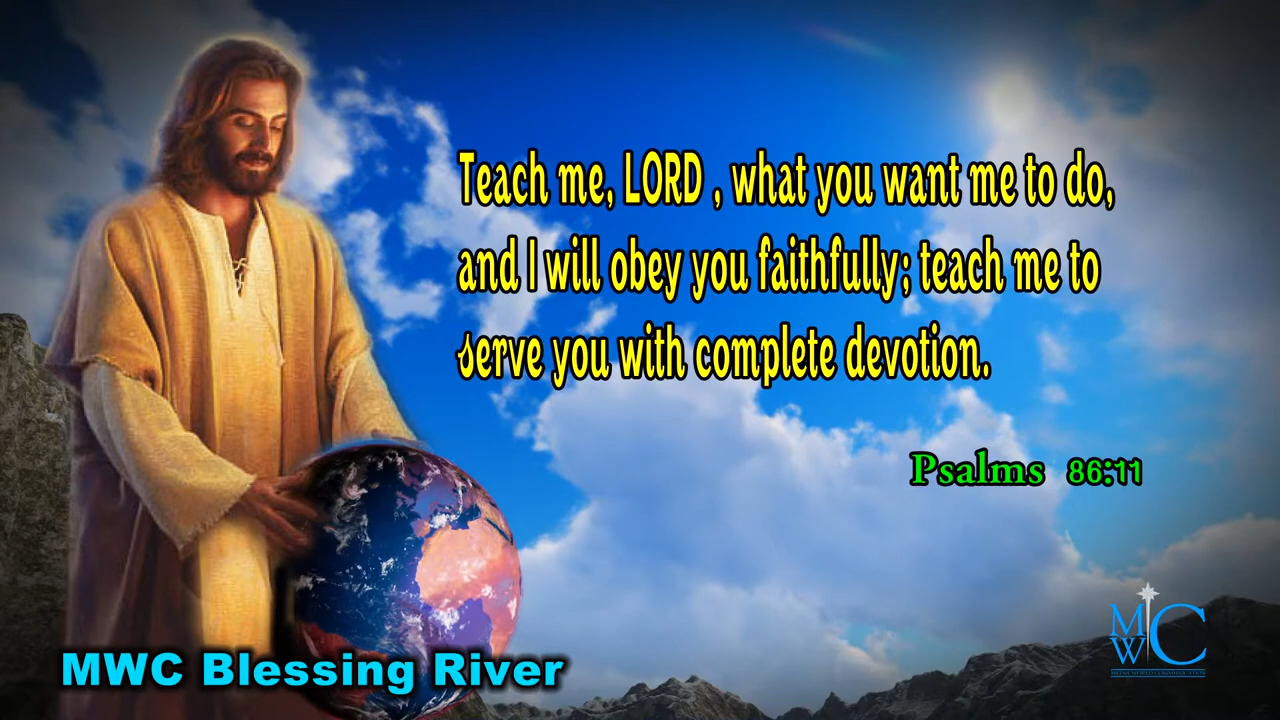 Teach me, LORD , what you want me to do,
and I will obey you faithfully; teach me to
serve you with complete devotion.
Psalms 86:11
MWC
MWC Blessing River